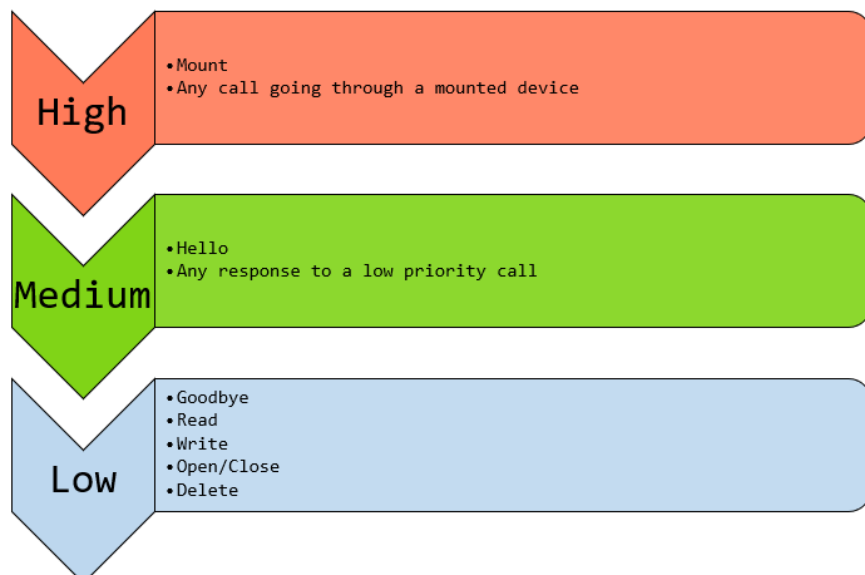 High
•Mount
•Any call going through a mounted device
Medium
•Hello
•Any response to a low priority call
Low
•Goodbye
•Read
•Write
•Open/Close
•Delete